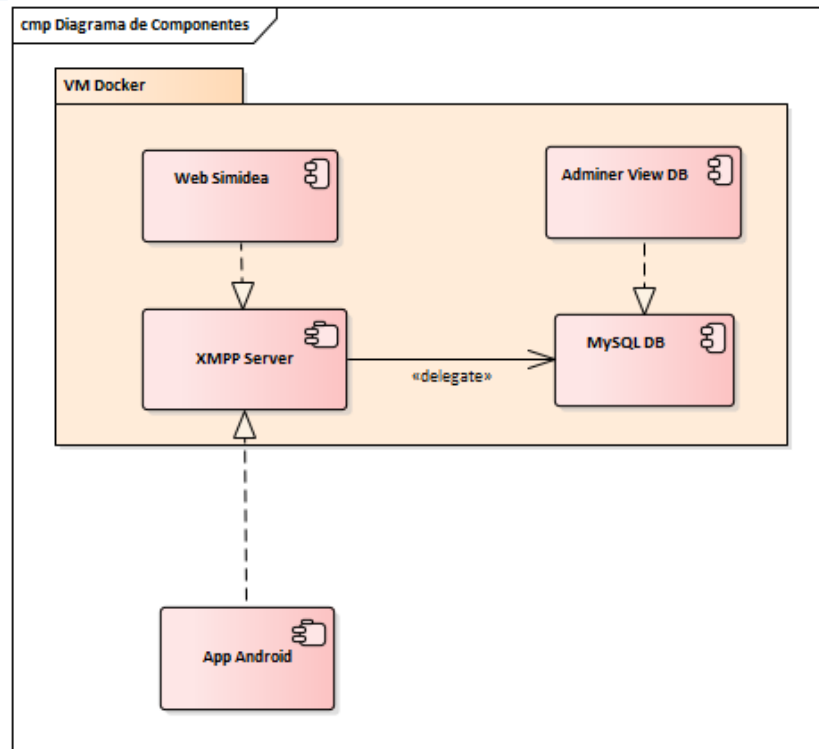 cmp Diagrama de Componentes
VM Docker
Web Simidea
Adminer View DB
XMPP Server
MySQL DB
«delegate»
App Android